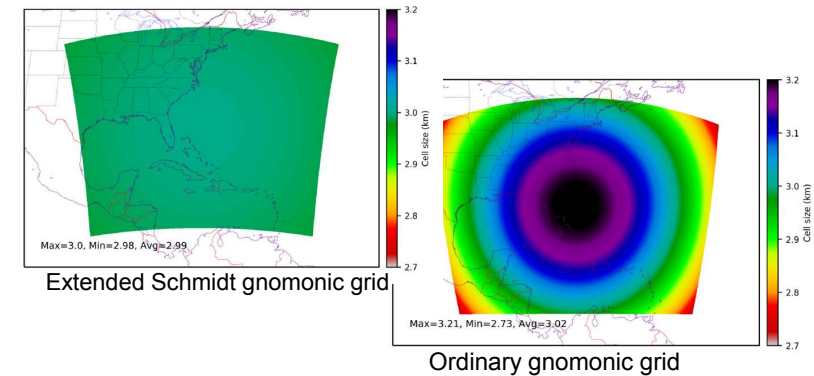 3.2
3.1
3.0
2.9
2.8
2.7
Cell size (km)
Max=3.0, Min=2.98, Avg=2.99
Extended Schmidt gnomonic grid
3.2
3.1
3.0
2.9
2.8
2.7
Cell size (km)
Max=3.21, Min=2.73, Avg=3.02
Ordinary gnomonic grid